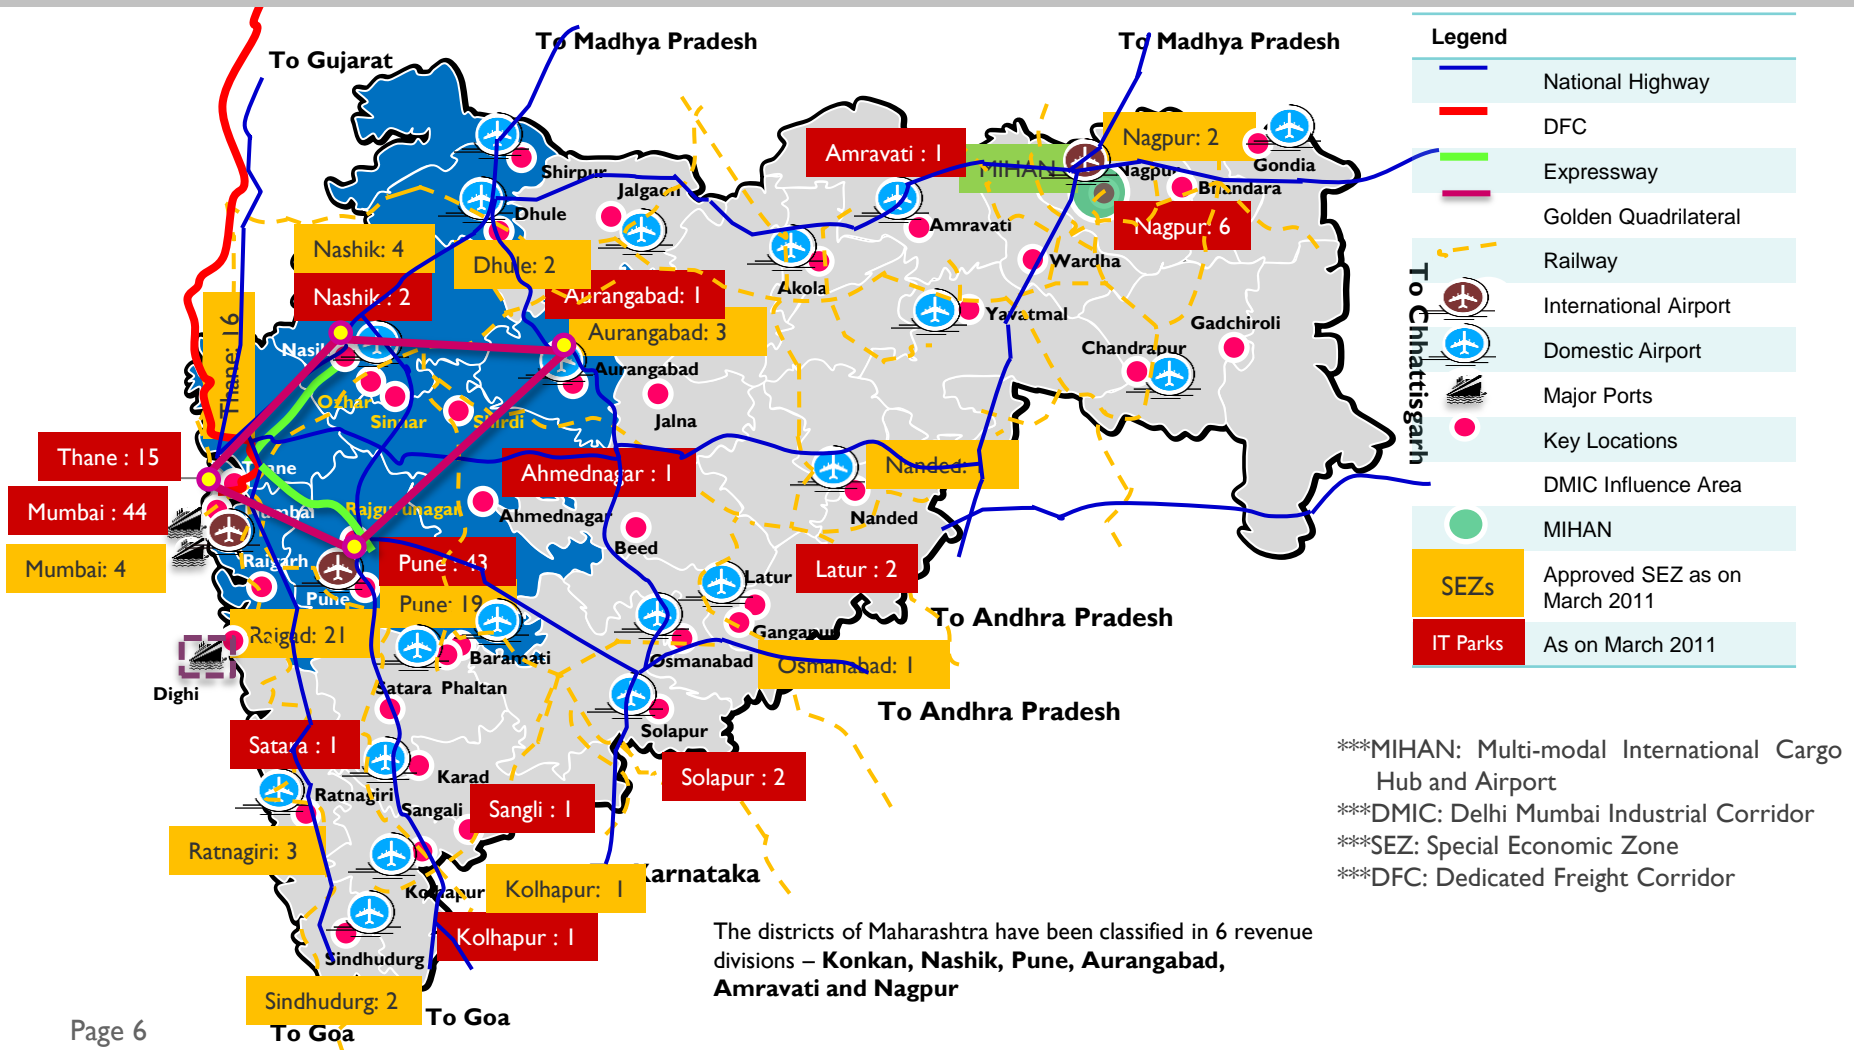 To Madhya Pradesh
To Madhya Pradesh
To Gujarat
Legend
National Highway
DFC
Expressway
Golden Quadrilateral
Railway
International Airport
Domestic Airport
Major Ports
Key Locations
DMIC Influence Area
MIHAN
SEZs
Approved SEZ as on
March 2011
IT Parks
As on March 2011
To Chhattisgarh
Amravati : 1
MIHAN
Nagpur: 2
Gondia
Nagpur
Bhandara
Nagpur: 6
Shirpur
Jalgaon
Dhule
Amravati
Nashik: 4
Dhule: 2
Wardha
Akola
Nashik : 2
Aurangabad: 1
Yavatmal
Gadchiroli
Thane: 16
Aurangabad: 3
Chandrapur
Aurangabad
Ozhar
Sinnar
Shirdi
Jalna
Thane : 15
Thane
Ahmednagar : 1
Nanded:
Mumbai : 44
Mumbai
Rajgurunagar
Ahmednagar
Nanded
Beed
Mumbai: 4
Raigarh
Pune : 43
Latur
Latur : 2
Pune
Pune: 19
To Andhra Pradesh
Raigad: 21
Gangapur
Baramati
Osmanabad
Osmanabad: 1
Dighi
Satara Phaltan
To Andhra Pradesh
Solapur
Satara : 1
Karad
Solapur : 2
Ratnagiri
Sangali
Sangli : 1
Ratnagiri: 3
Karnataka
Kolhapur
Kolhapur: 1
Kolhapur : 1
Sindhudurg
Sindhudurg: 2
To Goa
To Goa
***MIHAN: Multi-modal International Cargo
Hub and Airport
***DMIC: Delhi Mumbai Industrial Corridor
***SEZ: Special Economic Zone
***DFC: Dedicated Freight Corridor
The districts of Maharashtra have been classified in 6 revenue
divisions – Konkan, Nashik, Pune, Aurangabad,
Amravati and Nagpur
Page 6